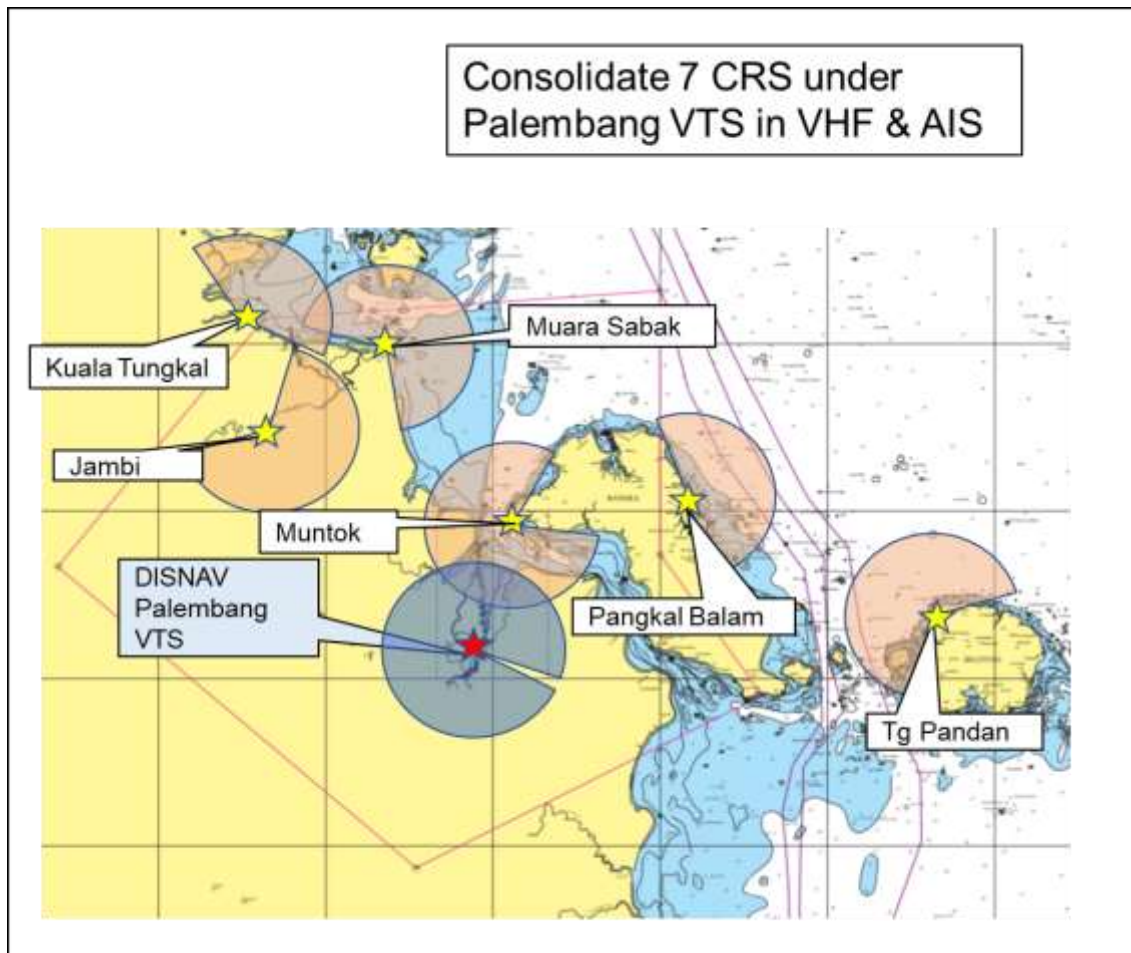 Consolidate 7 CRS under
Palembang VTS in VHF & AIS
Muara Sabak
Kuala Tungkal
Jambi
Muntok
DISNAV
Palembang
VTS
Pangkal Balam
Tg Pandan